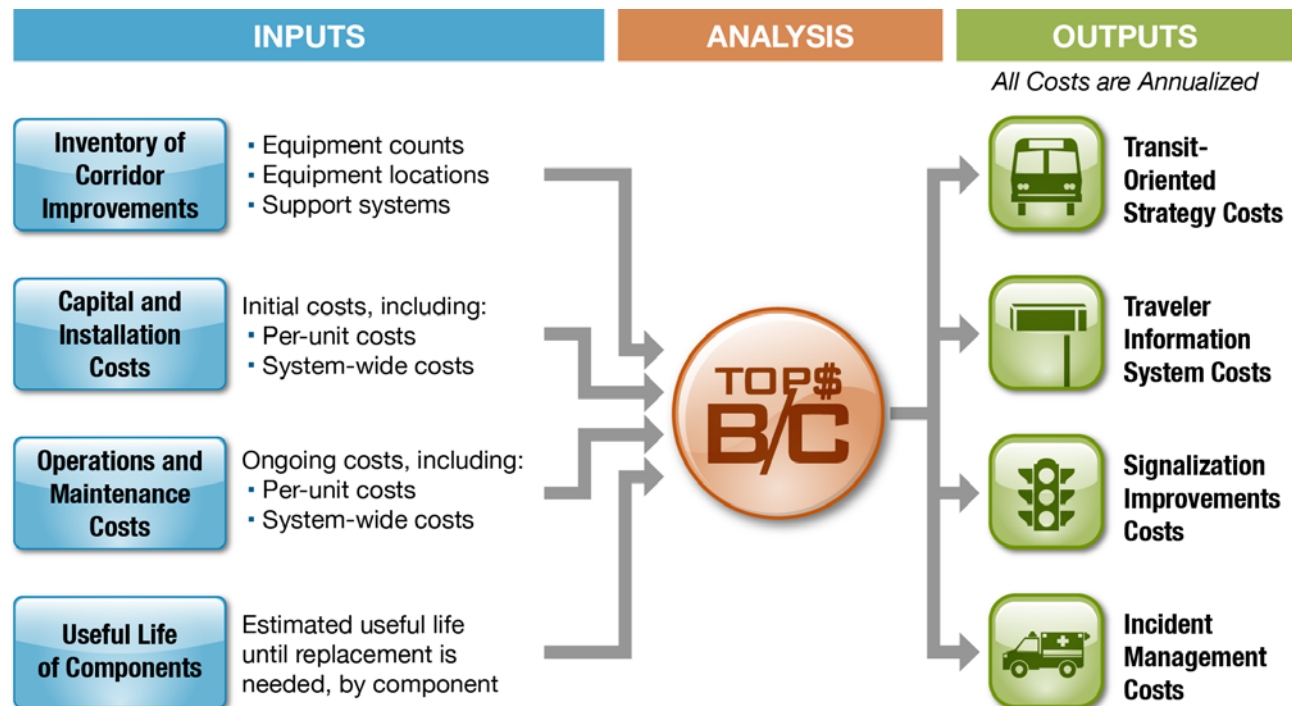 INPUTS
ANALYSIS
OUTPUTS
All Costs are Annualized
Inventory of
Corridor
Improvements
▪ Equipment counts
▪ Equipment locations
▪ Support systems
Capital and
Installation
Costs
Initial costs, including:
▪ Per-unit costs
▪ System-wide costs
Operations and
Maintenance
Costs
Ongoing costs, including:
▪ Per-unit costs
▪ System-wide costs
Useful Life
of Components
Estimated useful life
until replacement is
needed, by component
TOP$
B/C
Transit-
Oriented
Strategy Costs
Traveler
Information
System Costs
Signalization
Improvements
Costs
Incident
Management
Costs